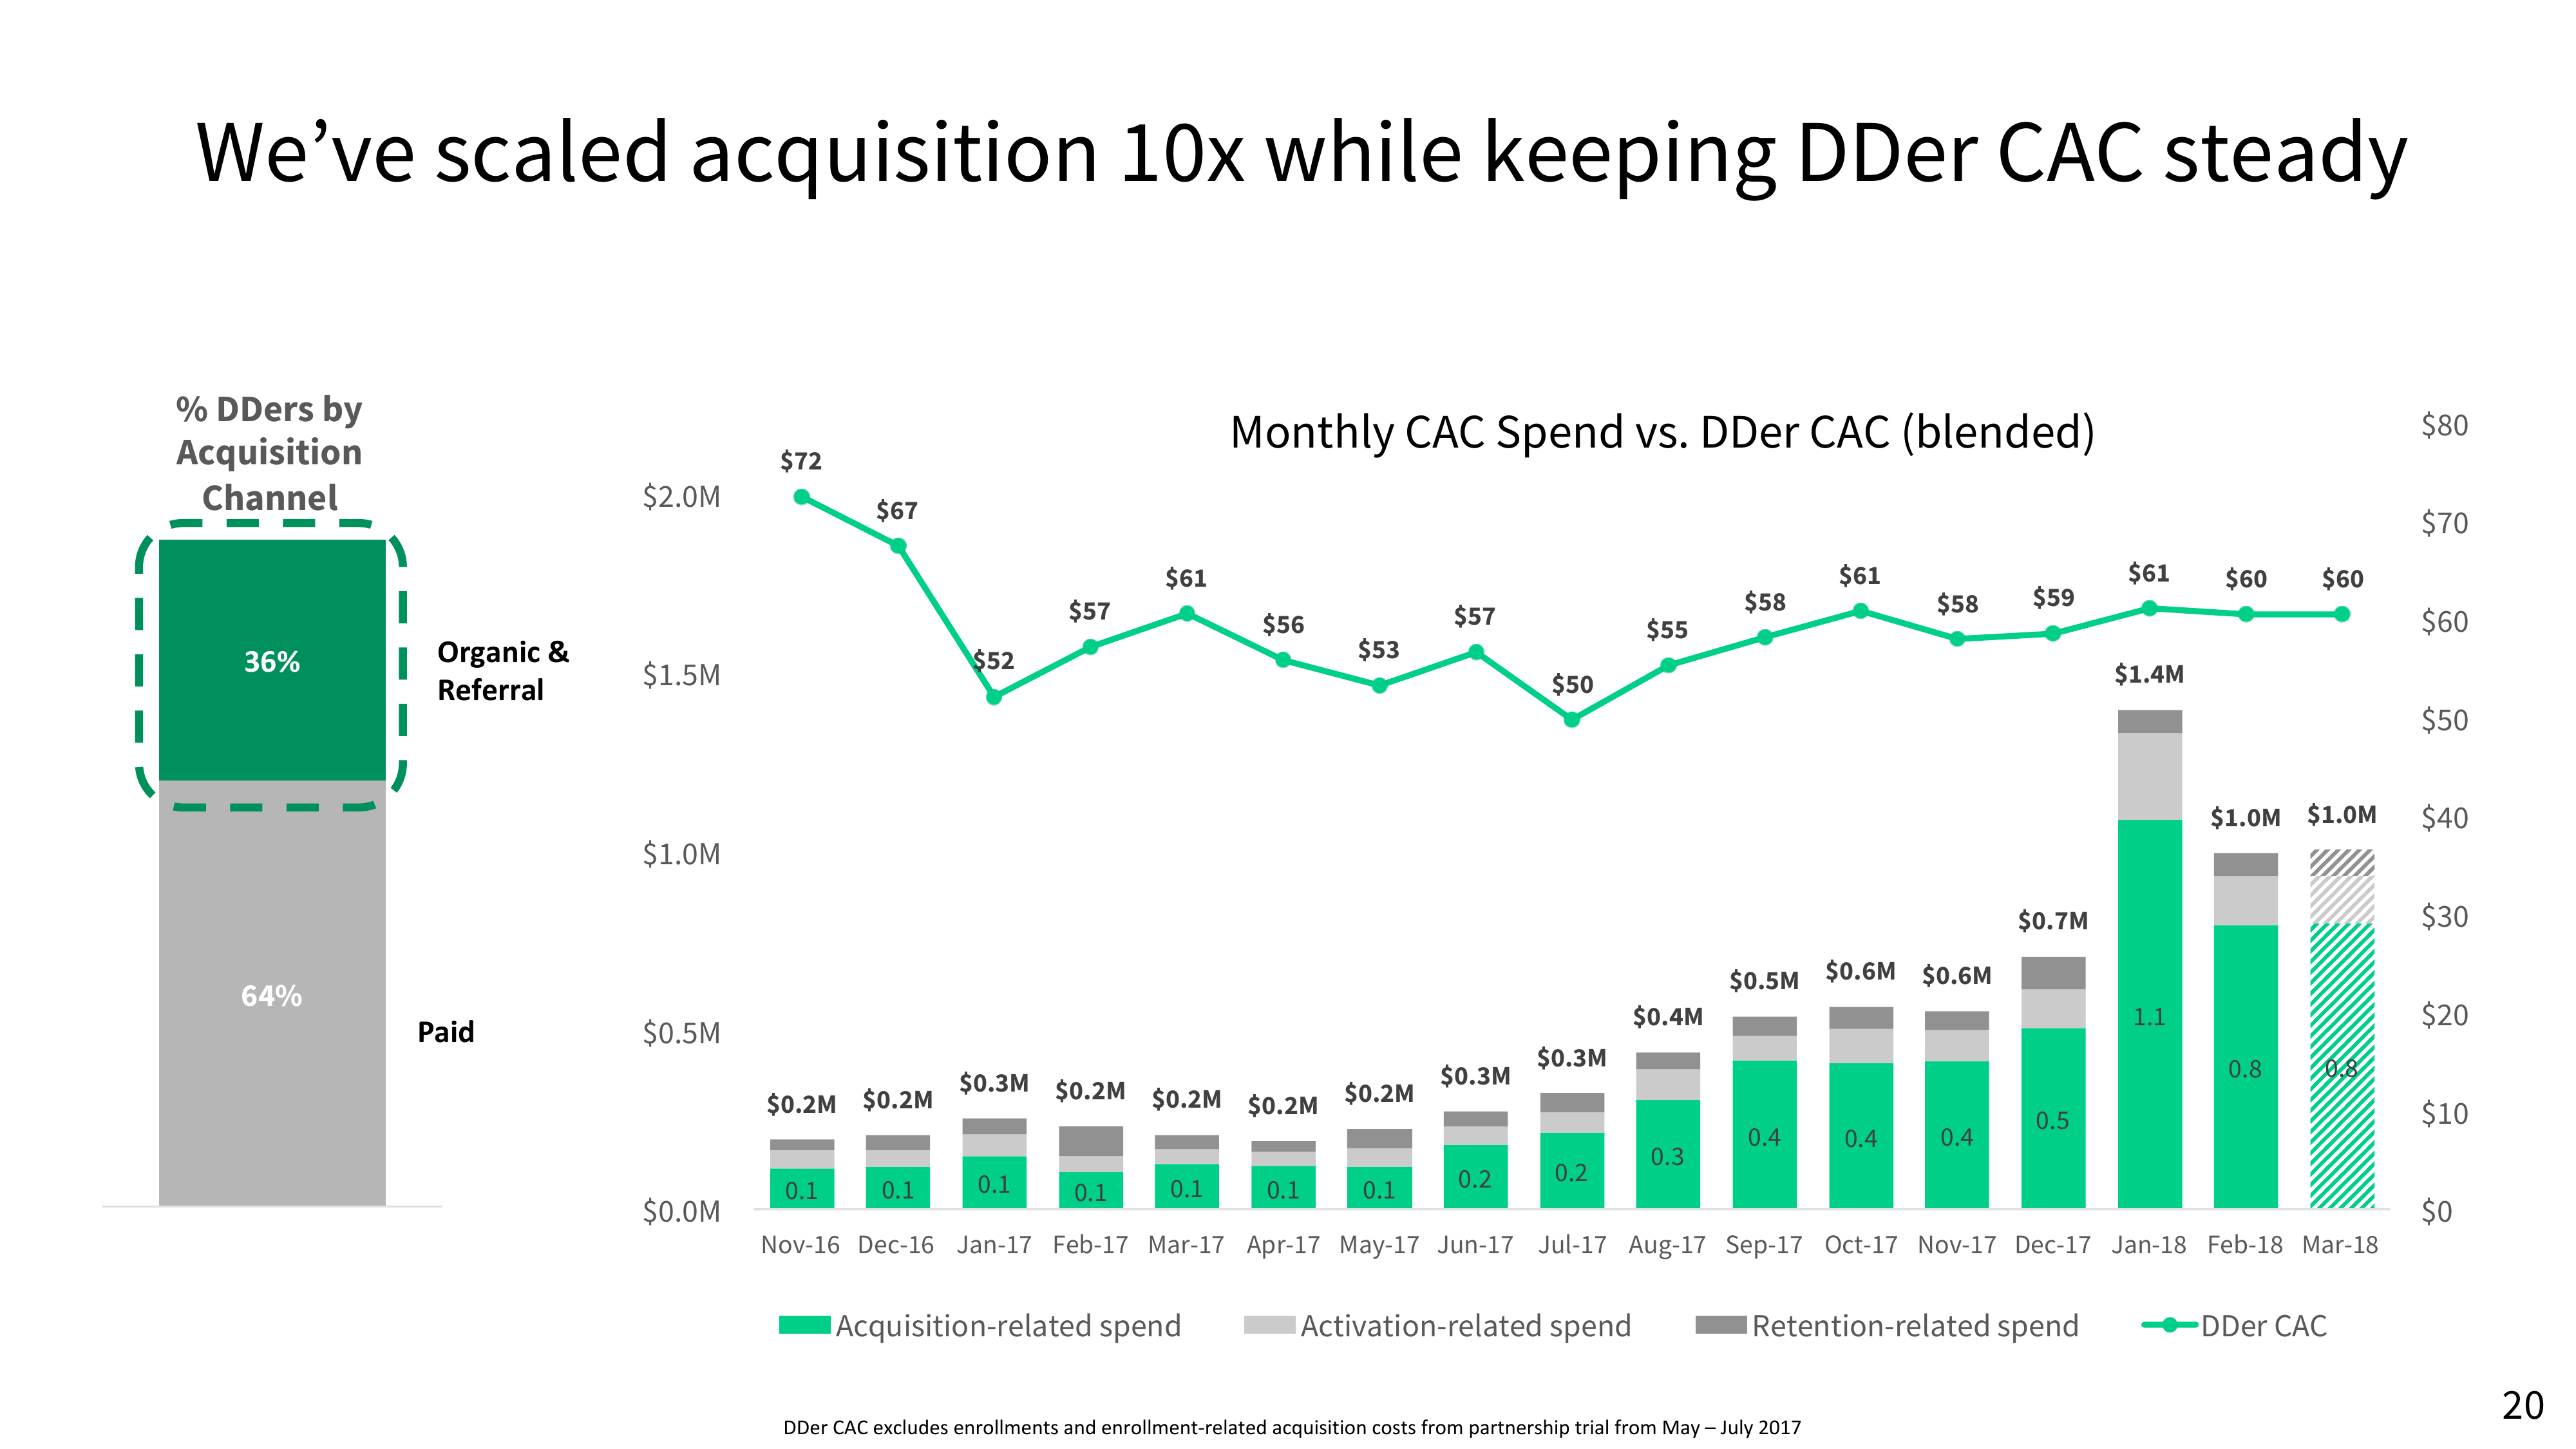 We’ve scaled acquisition 10x while keeping DDer CAC steady
% DDers by
Acquisition
Channel
36%
64%
Organic &
Referral
Paid
Monthly CAC Spend vs. DDer CAC (blended)
$2.0M
$1.5M
$1.0M
$0.5M
$0.0M
$80
$70
$60
$50
$40
$30
$20
$10
$0
$72 $67 $52 $57 $61 $56 $53 $57 $50 $55 $58 $61 $58 $59 $61 $60 $60
$0.2M $0.2M $0.3M $0.2M $0.2M $0.2M $0.2M $0.3M $0.3M $0.4M $0.5M $0.6M $0.6M $0.7M $1.4M $1.0M $1.0M
0.1 0.1 0.1 0.1 0.1 0.1 0.1 0.2 0.2 0.3 0.4 0.4 0.4 0.5 1.1 0.8 0.8
Nov-16 Dec-16 Jan-17 Feb-17 Mar-17 Apr-17 May-17 Jun-17 Jul-17 Aug-17 Sep-17 Oct-17 Nov-17 Dec-17 Jan-18 Feb-18 Mar-18
Acquisition-related spend Activation-related spend Retention-related spend DDer CAC
DDer CAC excludes enrollments and enrollment-related acquisition costs from partnership trial from May – July 2017
20